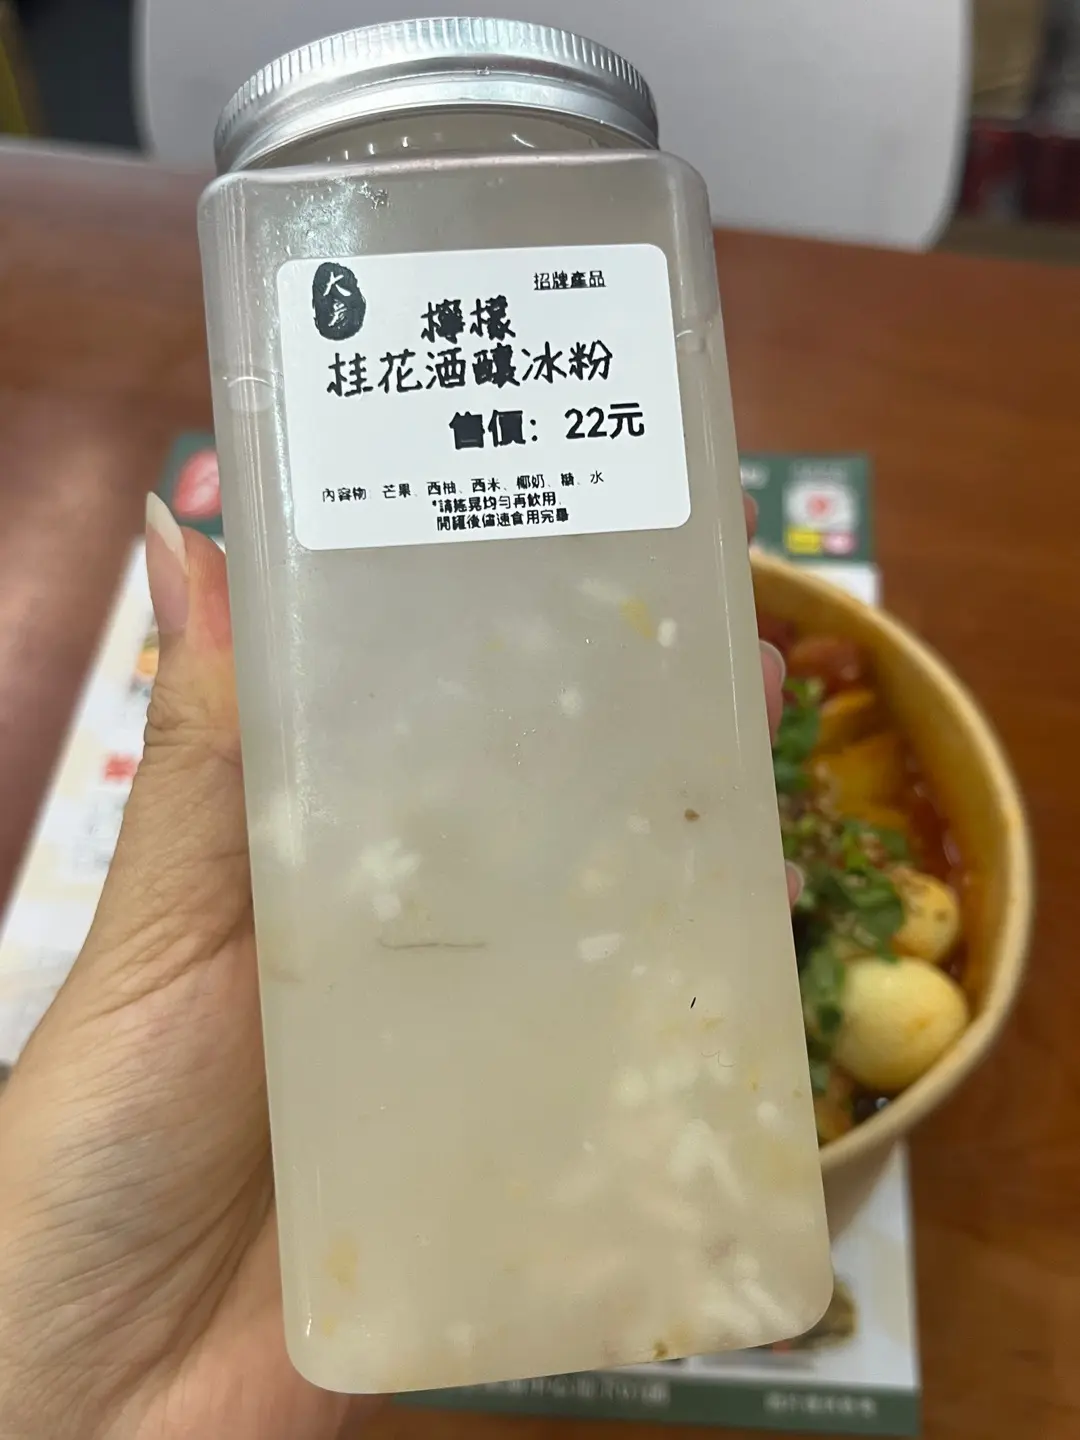 大彥
招牌產品
檸檬
桂花酒釀冰粉
售價：22元
內容物：芒果、西柚、西米、椰奶、糖、水
*請搖晃均勻再飲用，
開罐後儘速食用完畢